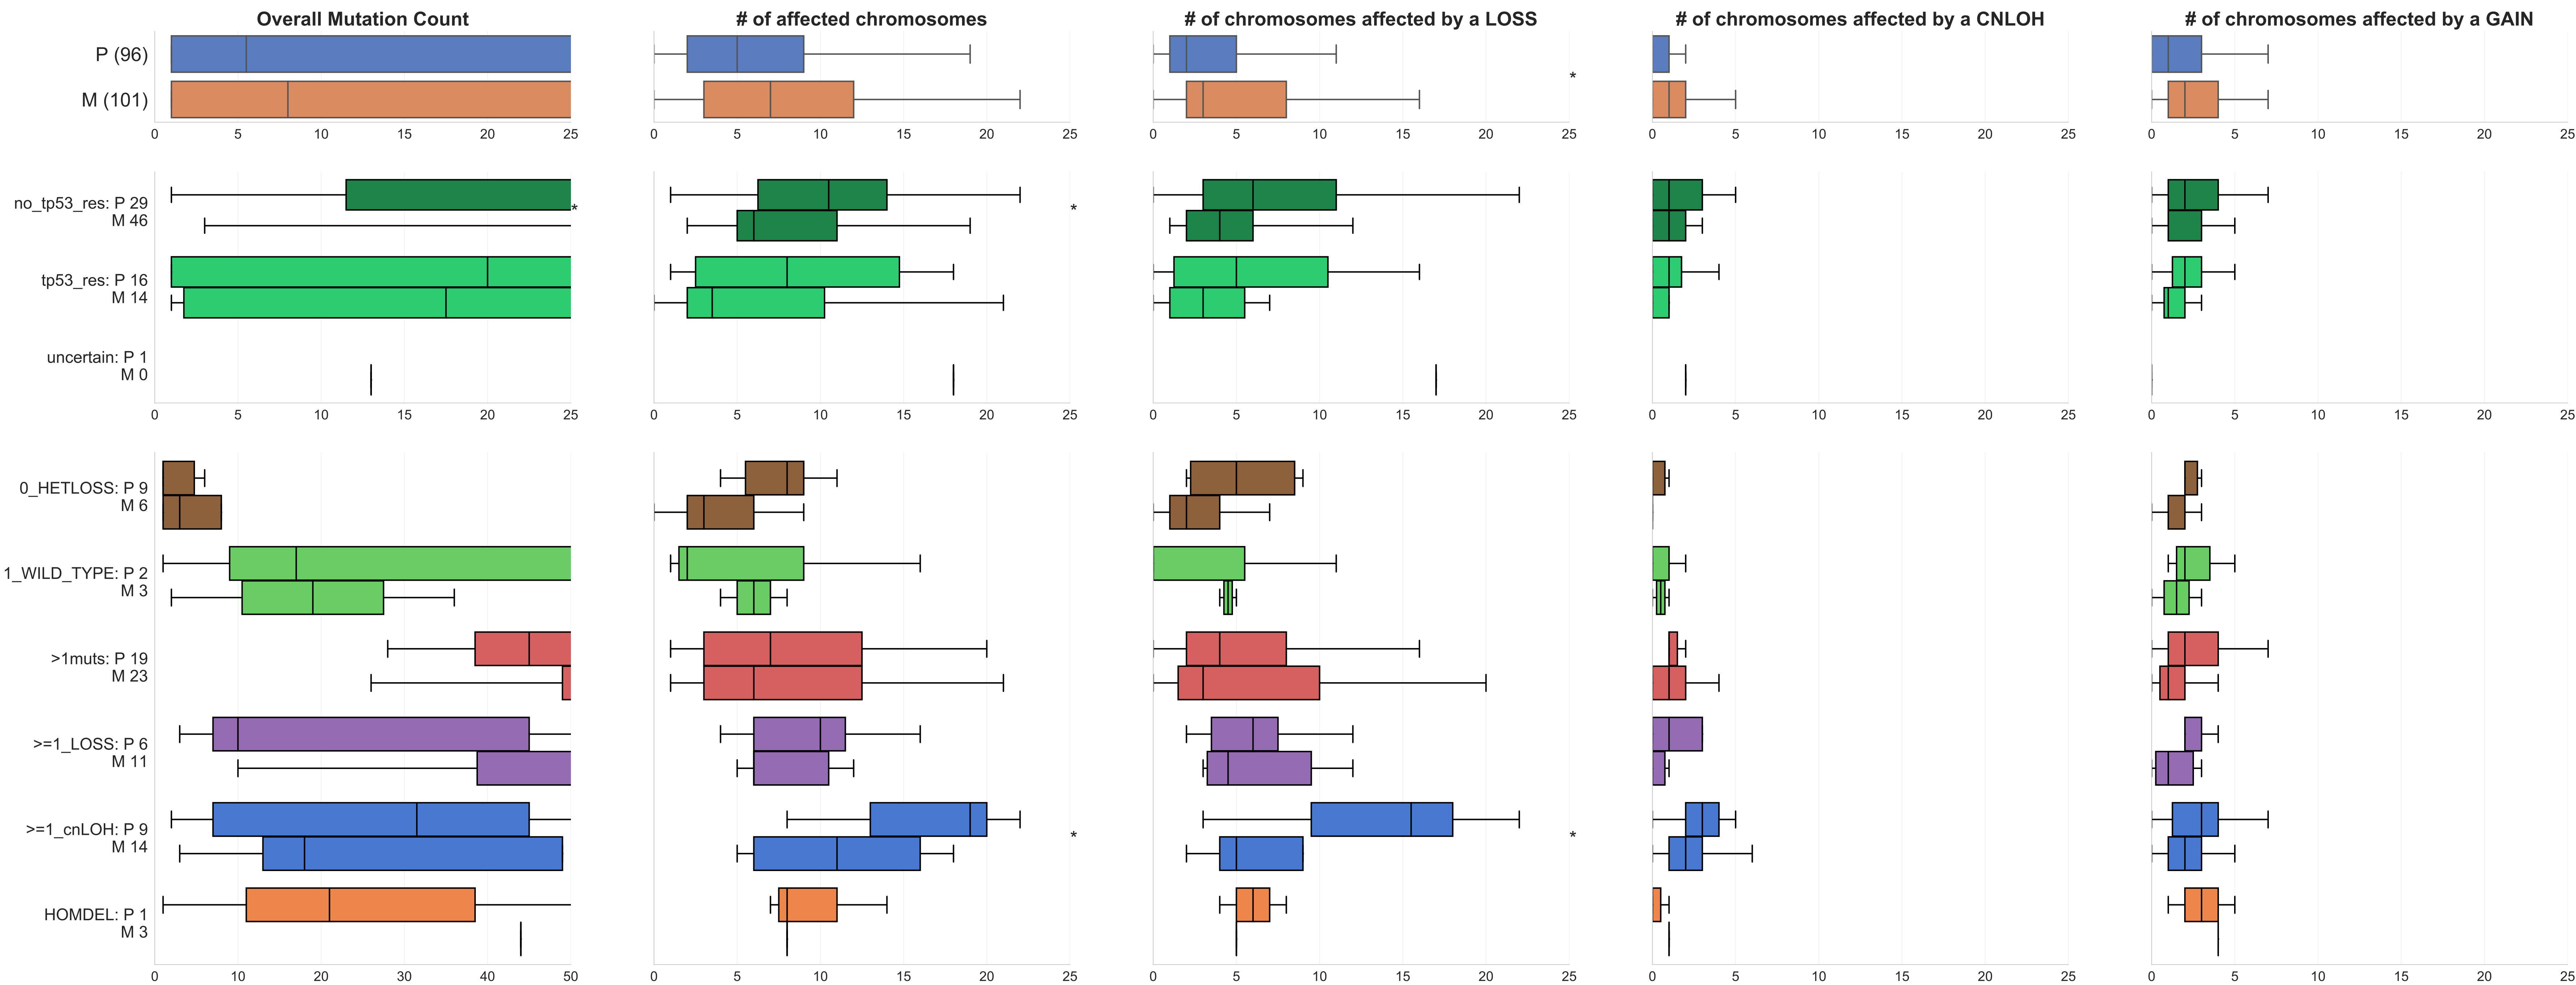 Overall Mutation Count
# of affected chromosomes
# of chromosomes affected by a LOSS
# of chromosomes affected by a CNLOH
# of chromosomes affected by a GAIN
P (96)
*
M (101)
0 5 10 15 20 25
0 5 10 15 20 25
0 5 10 15 20 25
0 5 10 15 20 25
0 5 10 15 20 25
no_tp53_res: P 29
M 46
*
*
tp53_res: P 16
M 14
uncertain: P 1
M 0
0 5 10 15 20 25
0 5 10 15 20 25
0 5 10 15 20 25
0 5 10 15 20 25
0 5 10 15 20 25
0_HETLOSS: P 9
M 6
1_WILD_TYPE: P 2
M 3
>1muts: P 19
M 23
>=1_LOSS: P 6
M 11
>=1_cnLOH: P 9
M 14
*
*
HOMDEL: P 1
M 3
0 10 20 30 40 50
0 5 10 15 20 25
0 5 10 15 20 25
0 5 10 15 20 25
0 5 10 15 20 25